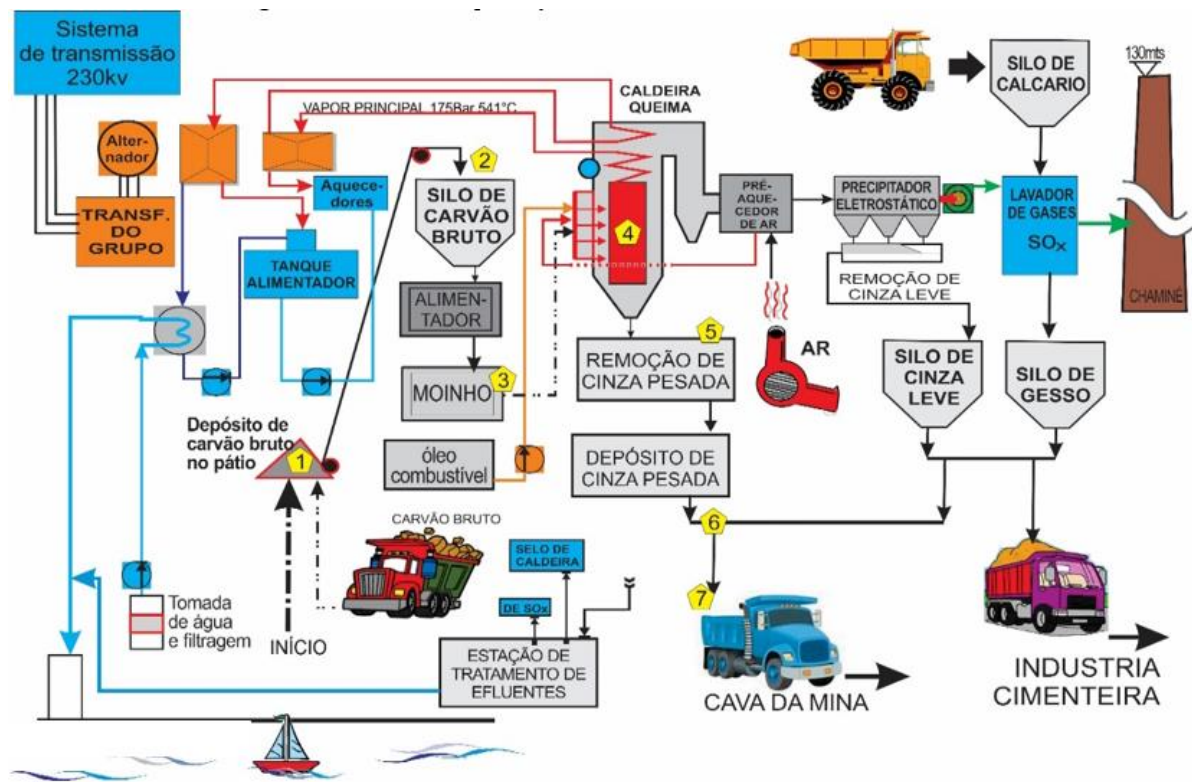 Sistema
de transmissão
230kv
Alter-
nador
TRANSF.
DO
GRUPO
VAPOR PRINCIPAL 175Bar 541°C
Aquece-
dores
TANQUE
ALIMENTADOR
2
SILO DE
CARVÃO
BRUTO
ALIMEN-
TADOR
MOINHO
3
óleo
combustível
Depósito de
carvão bruto
no pátio
1
CALDEIRA
QUEIMA
4
PRÉ-
AQUE-
CEDOR
DE AR
PRECIPITADOR
ELETROSTÁTICO
REMOÇÃO DE
CINZA LEVE
SILO DE
CALCARIO
LAVADOR
DE GASES
SOx
130mts
CHAMINÉ
5
REMOÇÃO DE
CINZA PESADA
AR
DEPÓSITO DE
CINZA PESADA
SILO DE
CINZA
LEVE
SILO DE
GESSO
6
7
CARVÃO BRUTO
SELO DE
CALDEIRA
DE SOx
ESTAÇÃO DE
TRATAMENTO DE
EFLUENTES
Tomada
de água
e filtragem
INÍCIO
CAVA DA MINA
INDUSTRIA
CIMENTEIRA